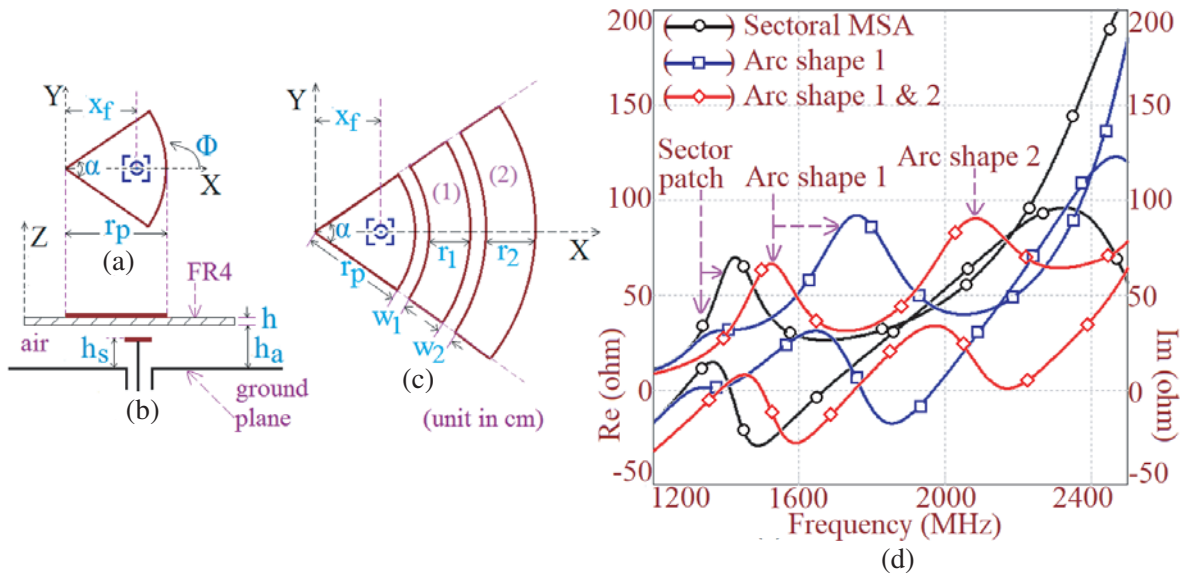 Y
x_f
α
Φ
X
r_p
(a)
Z
FR4
h
air
h_s
h_a
(b)
ground
plane
Y
x_f
α
(1)
(2)
X
r_p
r_1
r_2
w_1
w_2
(c)
(unit in cm)
200
150
100
50
0
-50
Re (ohm)
( ) Sectoral MSA
( ) Arc shape 1
( ) Arc shape 1 & 2
Sector
patch
Arc shape 1
Arc shape 2
200
150
100
50
0
-50
Im (ohm)
1200 1600 2000 2400
Frequency (MHz)
(d)